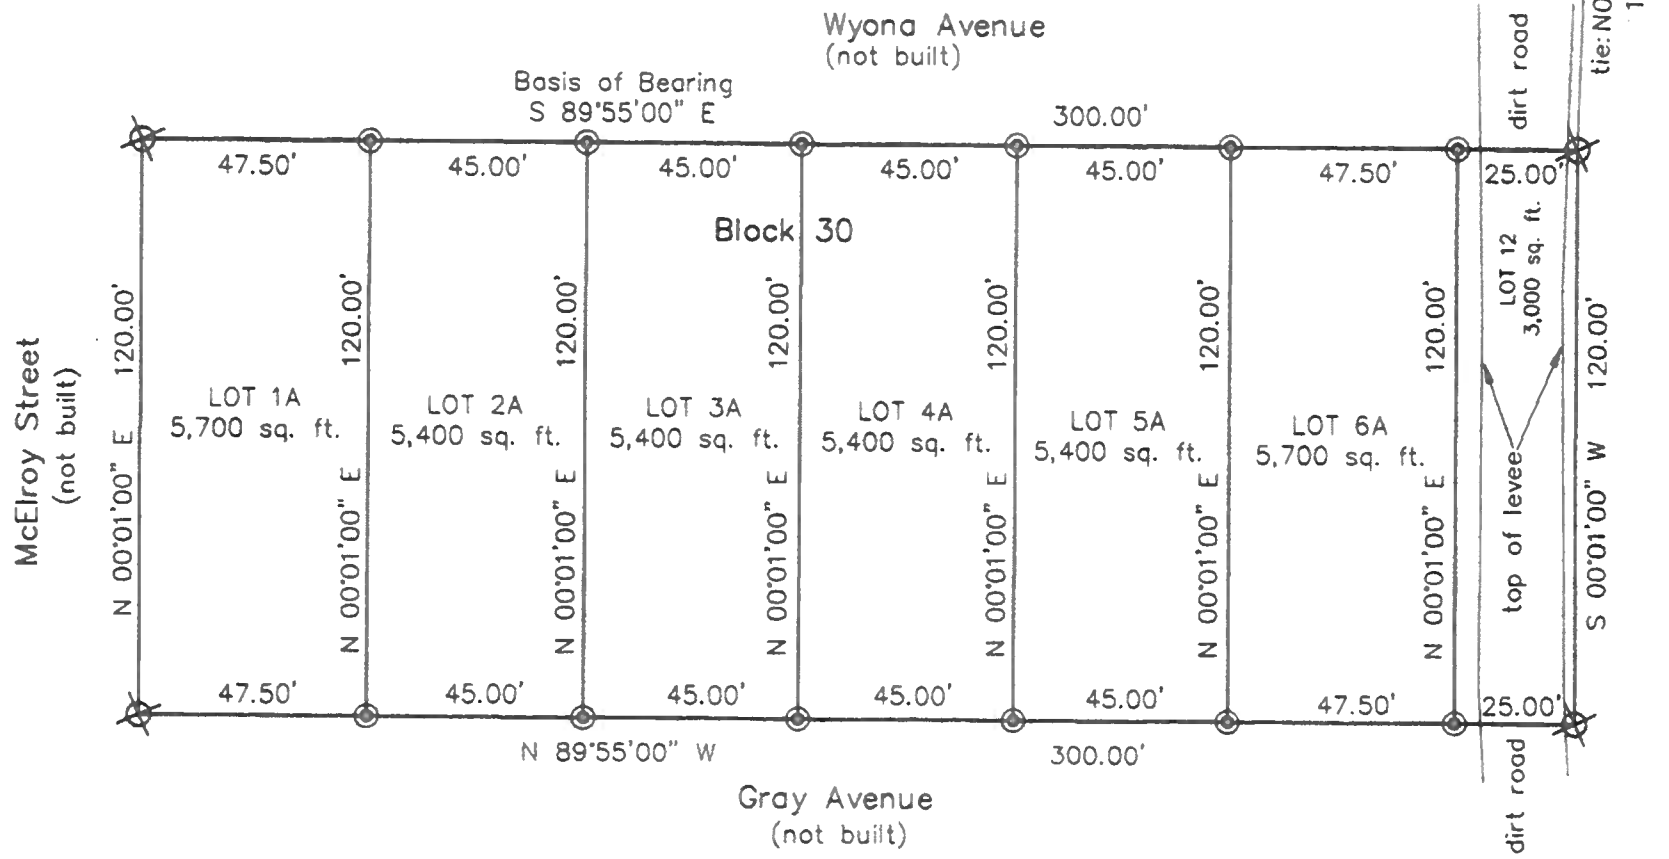 Wyona Avenue
(not built)
Basis of Bearing
S 89°55'00" E
300.00'
47.50'
45.00'
45.00'
45.00'
45.00'
47.50'
25.00'
dirt road
tie: N0
1
Block 30
McElroy Street
(not built)
N 00°01'00" E 120.00'
LOT 1A
5,700 sq. ft.
N 00°01'00" E 120.00'
LOT 2A
5,400 sq. ft.
N 00°01'00" E 120.00'
LOT 3A
5,400 sq. ft.
N 00°01'00" E 120.00'
LOT 4A
5,400 sq. ft.
N 00°01'00" E 120.00'
LOT 5A
5,400 sq. ft.
N 00°01'00" E 120.00'
LOT 6A
5,700 sq. ft.
N 00°01'00" E 120.00'
LOT 12
3,000 sq. ft.
top of levee
S 00°01'00" W 120.00'
47.50'
45.00'
45.00'
45.00'
45.00'
47.50'
25.00'
N 89°55'00" W
300.00'
Gray Avenue
(not built)
dirt road